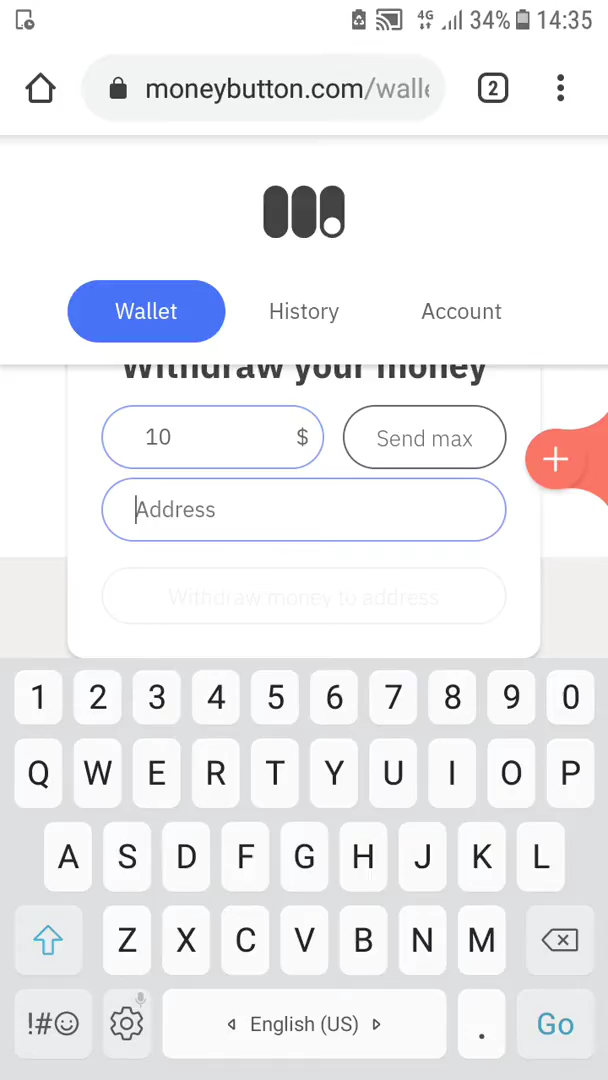 4G 34% 14:35
moneybutton.com/walle
2
Wallet History Account
Withdraw your money
10 $ Send max
Address
Withdraw money to address
1 2 3 4 5 6 7 8 9 0
Q W E R T Y U I O P
A S D F G H J K L
Z X C V B N M
!#☺ English (US) . Go